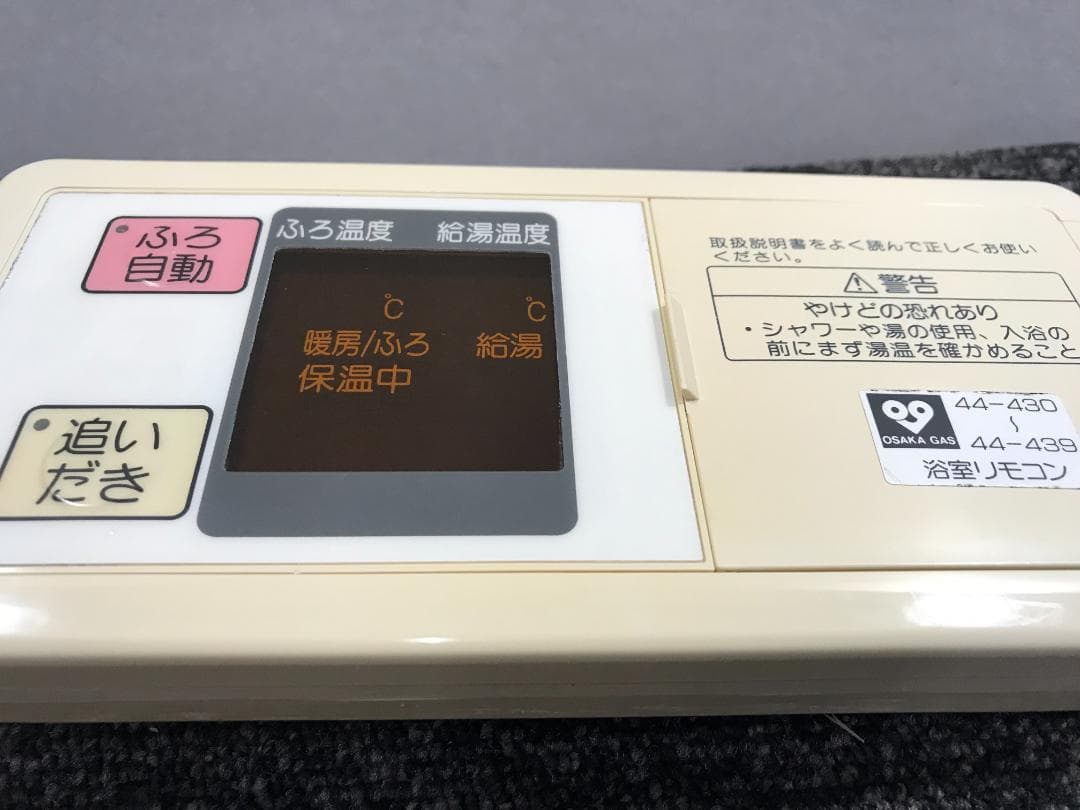 ふろ
自動
追い
だき
ふろ温度 給湯温度
℃ ℃
暖房/ふろ 給湯
保温中
取扱説明書をよく読んで正しくお使い
ください。
⚠警告
やけどの恐れあり
・シャワーや湯の使用、入浴の
前にまず湯温を確かめること
OSAKA GAS
44-430
～
44-439
浴室リモコン